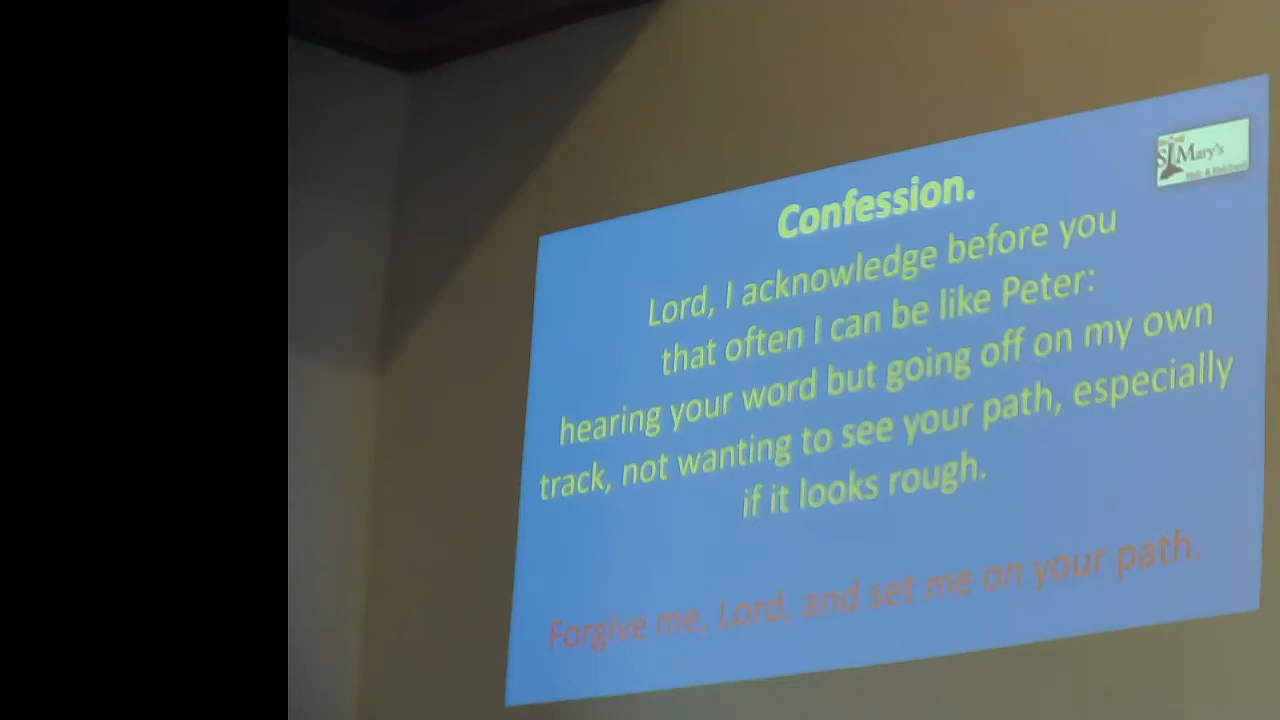 St Mary's
Confession.
Lord, I acknowledge before you
that often I can be like Peter:
hearing your word but going off on my own
track, not wanting to see your path, especially
if it looks rough.
Forgive me, Lord, and set me on your path.